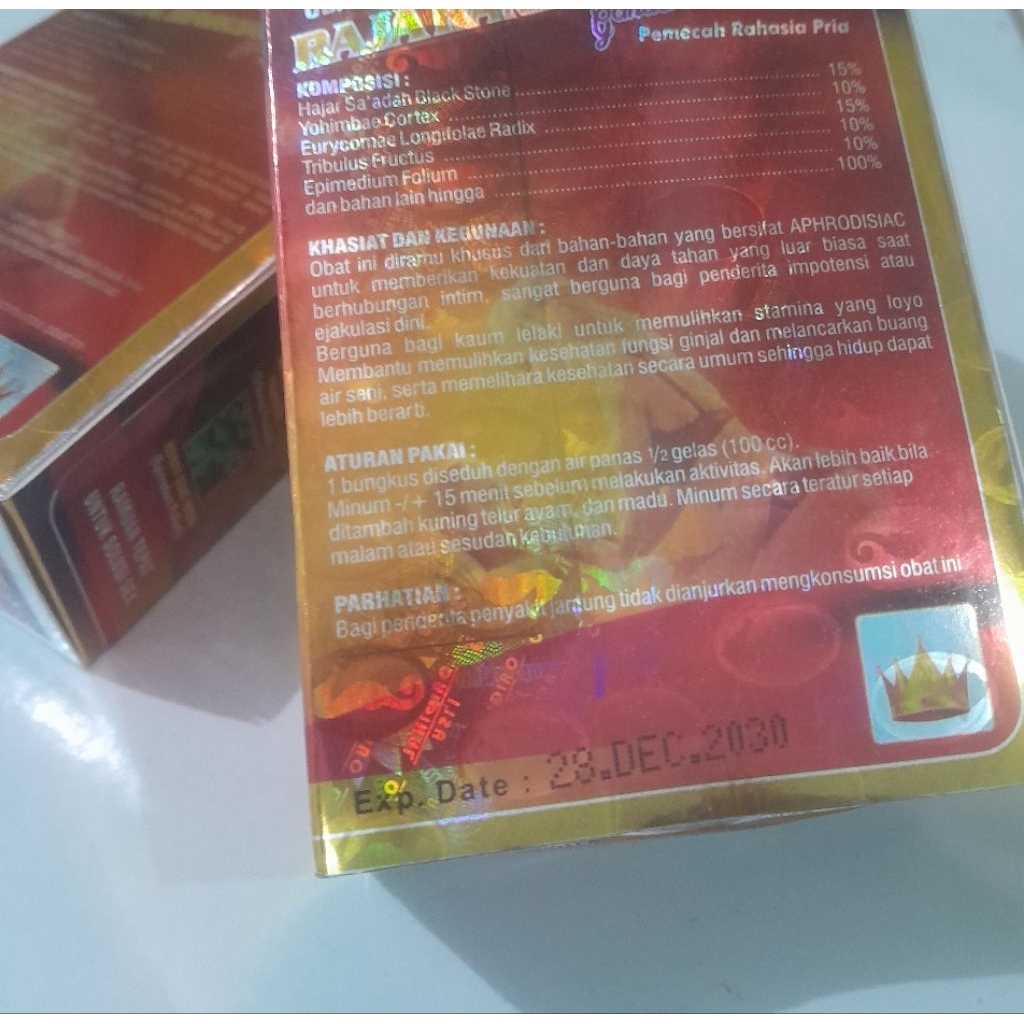 Pemecah Rahasia Pria
KOMPOSISI :
Hajar Sa'adah Black Stone ........ 15%
Yohimbae Cortex ........ 10%
Eurycomae Longifolae Radix ........ 15%
Tribulus Fructus ........ 10%
Epimedium Folium ........ 10%
dan bahan lain hingga ........ 100%
KHASIAT DAN KEGUNAAN :
Obat ini diramu khusus dari bahan-bahan yang bersifat APHRODISIAC
untuk memberikan kekuatan dan daya tahan yang luar biasa saat
berhubungan intim, sangat berguna bagi penderita impotensi atau
ejakulasi dini.
Berguna bagi kaum lelaki untuk memulihkan stamina yang loyo
Membantu memulihkan kesehatan fungsi ginjal dan melancarkan buang
air seni, serta memelihara kesehatan secara umum sehingga hidup dapat
lebih berarti.
ATURAN PAKAI :
1 bungkus diseduh dengan air panas 1/2 gelas (100 cc).
Minum -/+ 15 menit sebelum melakukan aktivitas. Akan lebih baik bila
ditambah kuning telur ayam, dan madu. Minum secara teratur setiap
malam atau sesudah kebutuhan.
PARHATIAN :
Bagi penderita penyakit jantung tidak dianjurkan mengkonsumsi obat ini
Exp. Date : 28.DEC.2030